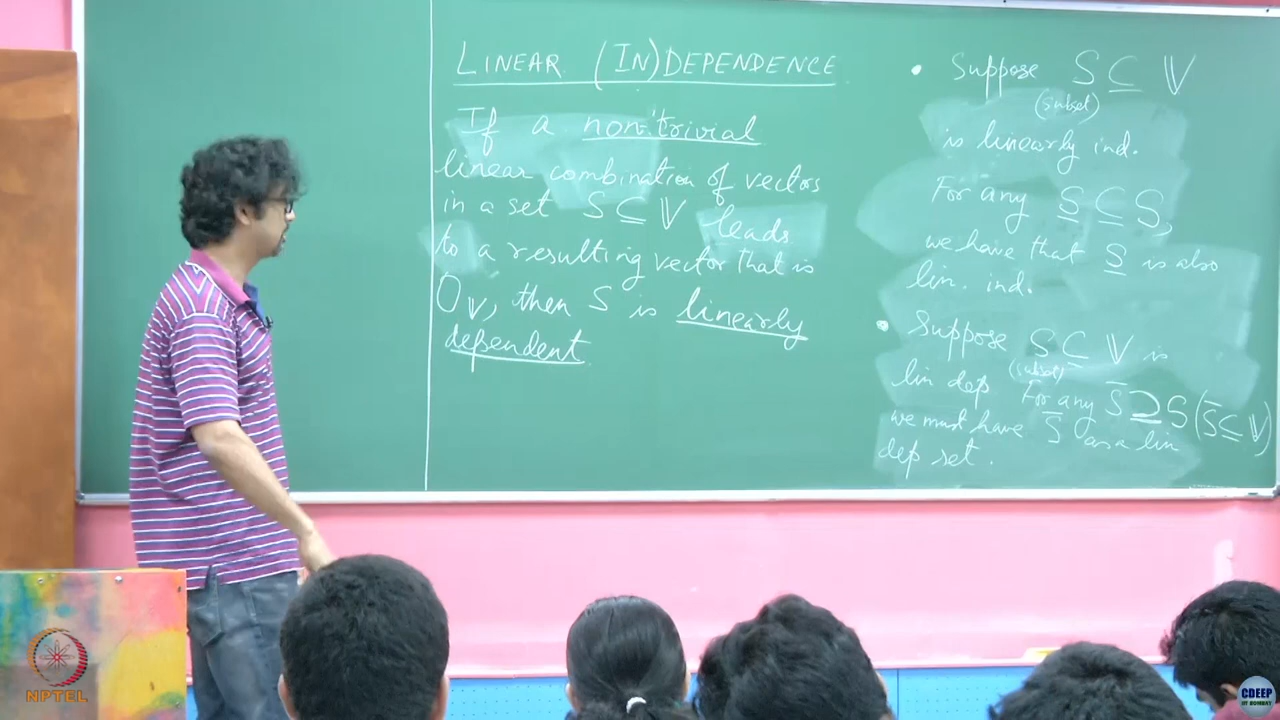 LINEAR (IN)DEPENDENCE
If a non-trivial
linear combination of vectors
in a set S ⊆ 𝕍 leads
to a resulting vector that is
0𝕍, then S is linearly
dependent
• Suppose S ⊆ 𝕍
(subset)
is linearly ind.
For any S̲ ⊆ S,
we have that S̲ is also
lin. ind.
• Suppose S ⊆ 𝕍 is
(subset)
lin dep For any S̄ ⊇ S (S̄ ⊆ 𝕍)
we must have S̄ as a lin
dep set.
NPTEL
CDEEP
IIT BOMBAY